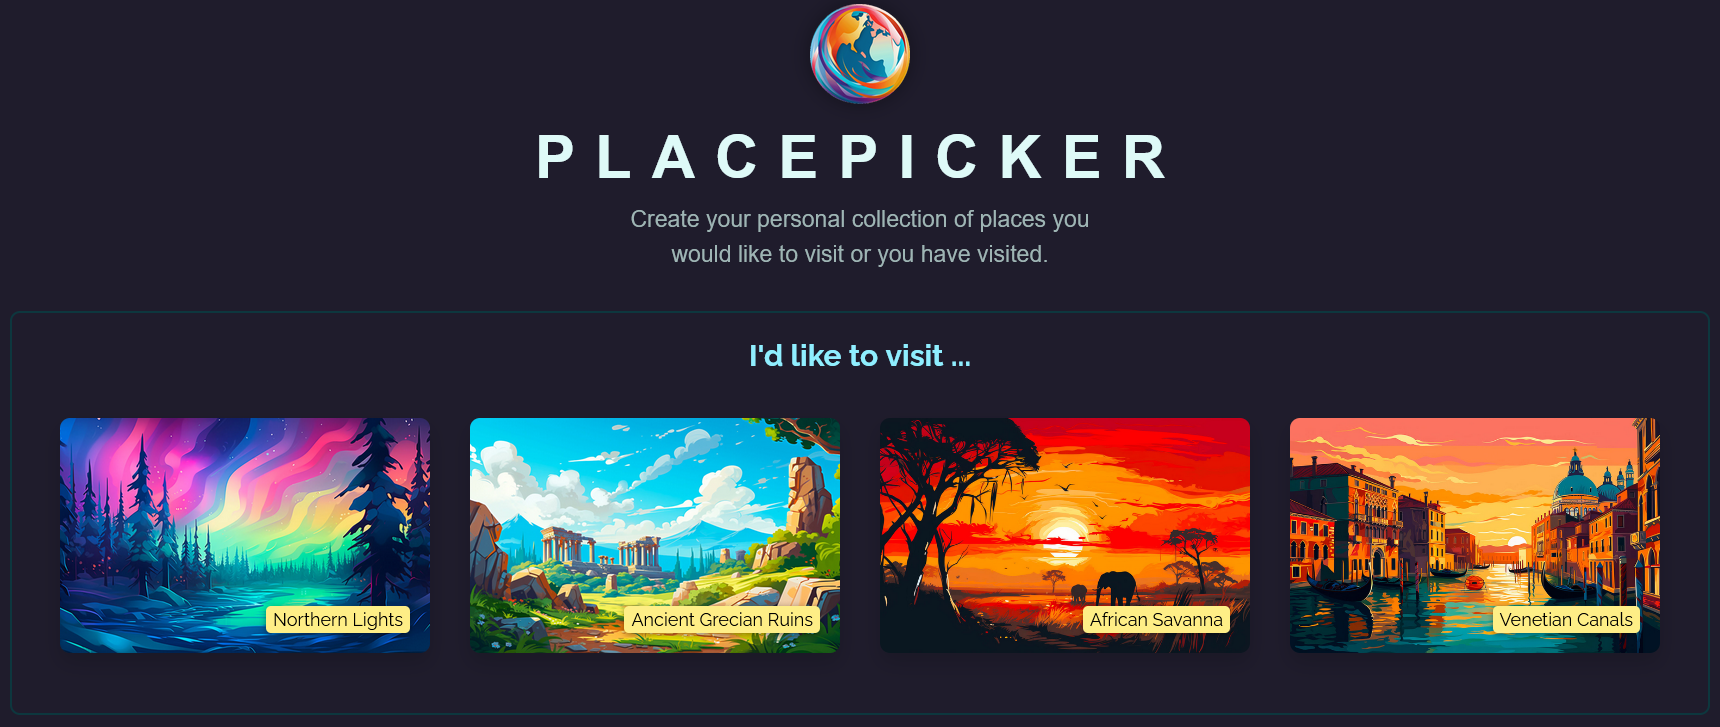 PLACEPICKER
Create your personal collection of places you
would like to visit or you have visited.
I'd like to visit ...
Northern Lights
Ancient Grecian Ruins
African Savanna
Venetian Canals